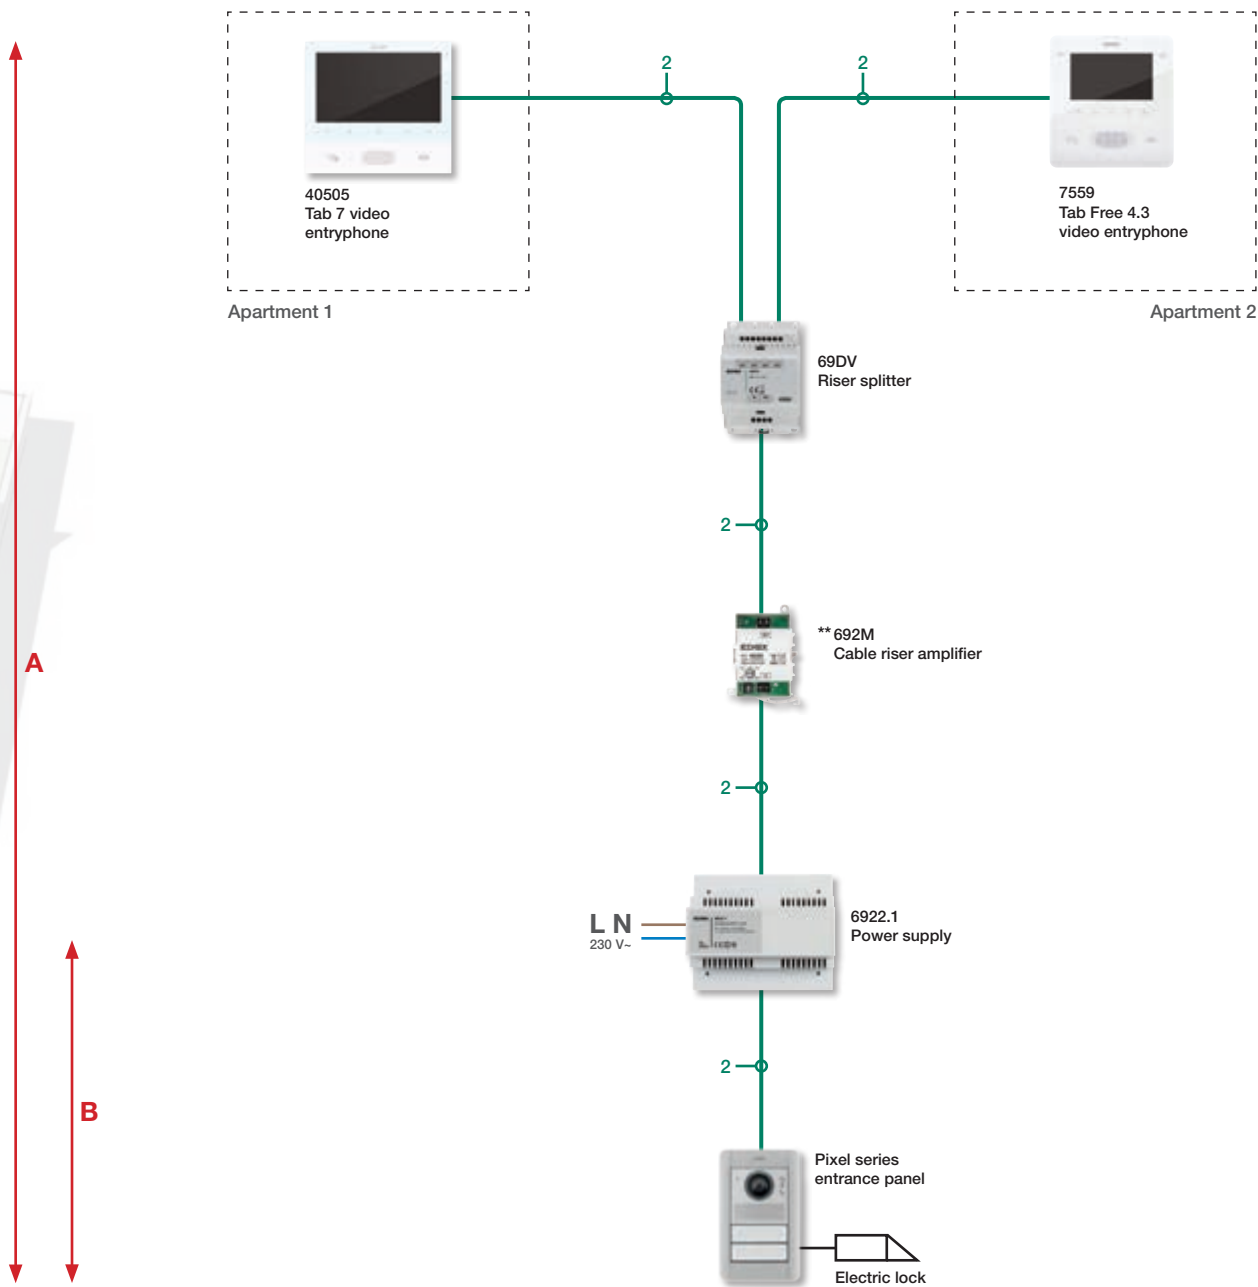 2
2
40505
Tab 7 video
entryphone
7559
Tab Free 4.3
video entryphone
Apartment 1
Apartment 2
69DV
Riser splitter
2
** 692M
Cable riser amplifier
A
2
L N
230 V~
6922.1
Power supply
2
B
Pixel series
entrance panel
Electric lock